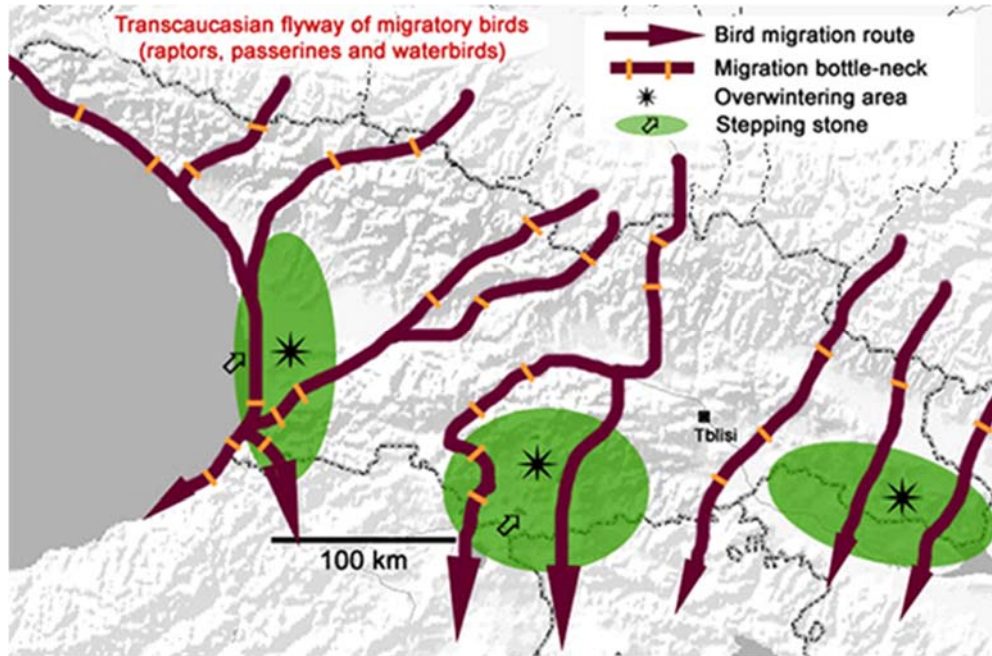 Transcaucasian flyway of migratory birds
(raptors, passerines and waterbirds)
Bird migration route
Migration bottle-neck
Overwintering area
Stepping stone
Tblisi
100 km